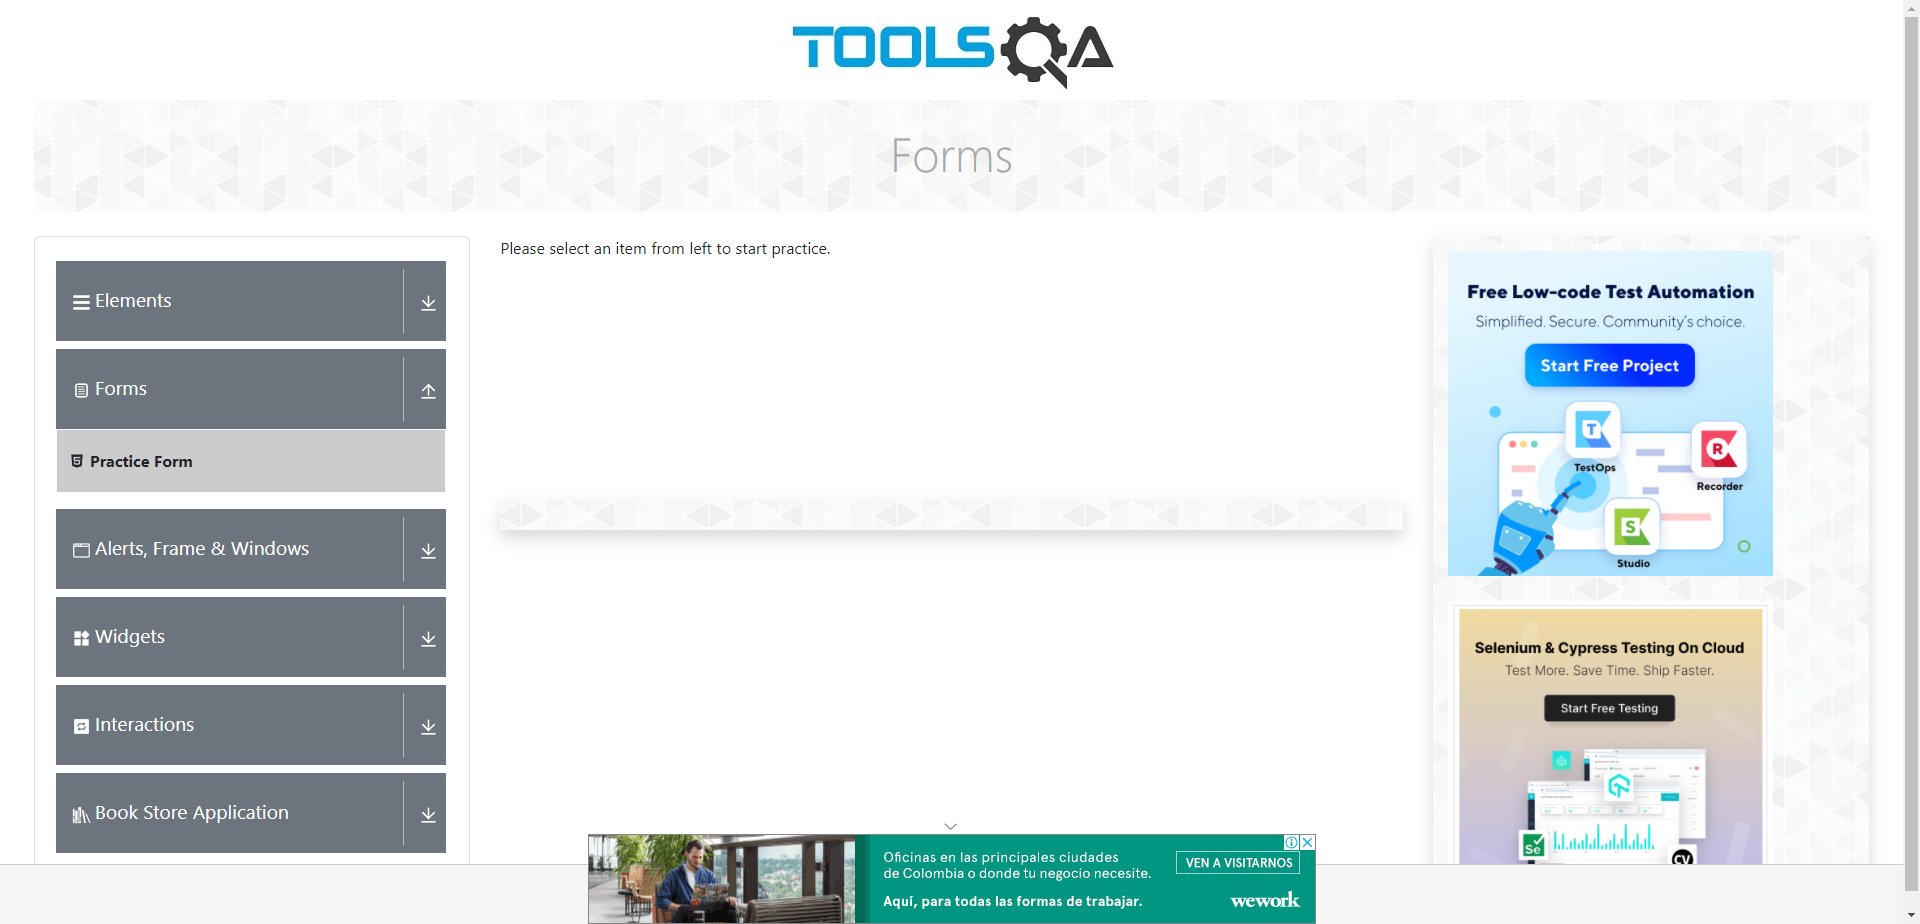 TOOLSQA
Forms
Elements
Forms
Practice Form
Alerts, Frame & Windows
Widgets
Interactions
Book Store Application
Please select an item from left to start practice.
Free Low-code Test Automation
Simplified. Secure. Community's choice.
Start Free Project
T
TestOps
R
Recorder
S
Studio
Selenium & Cypress Testing On Cloud
Test More. Save Time. Ship Faster.
Start Free Testing
Se
cy
Oficinas en las principales ciudades
de Colombia o donde tu negocio necesite.
Aquí, para todas las formas de trabajar.
VEN A VISITARNOS
wework